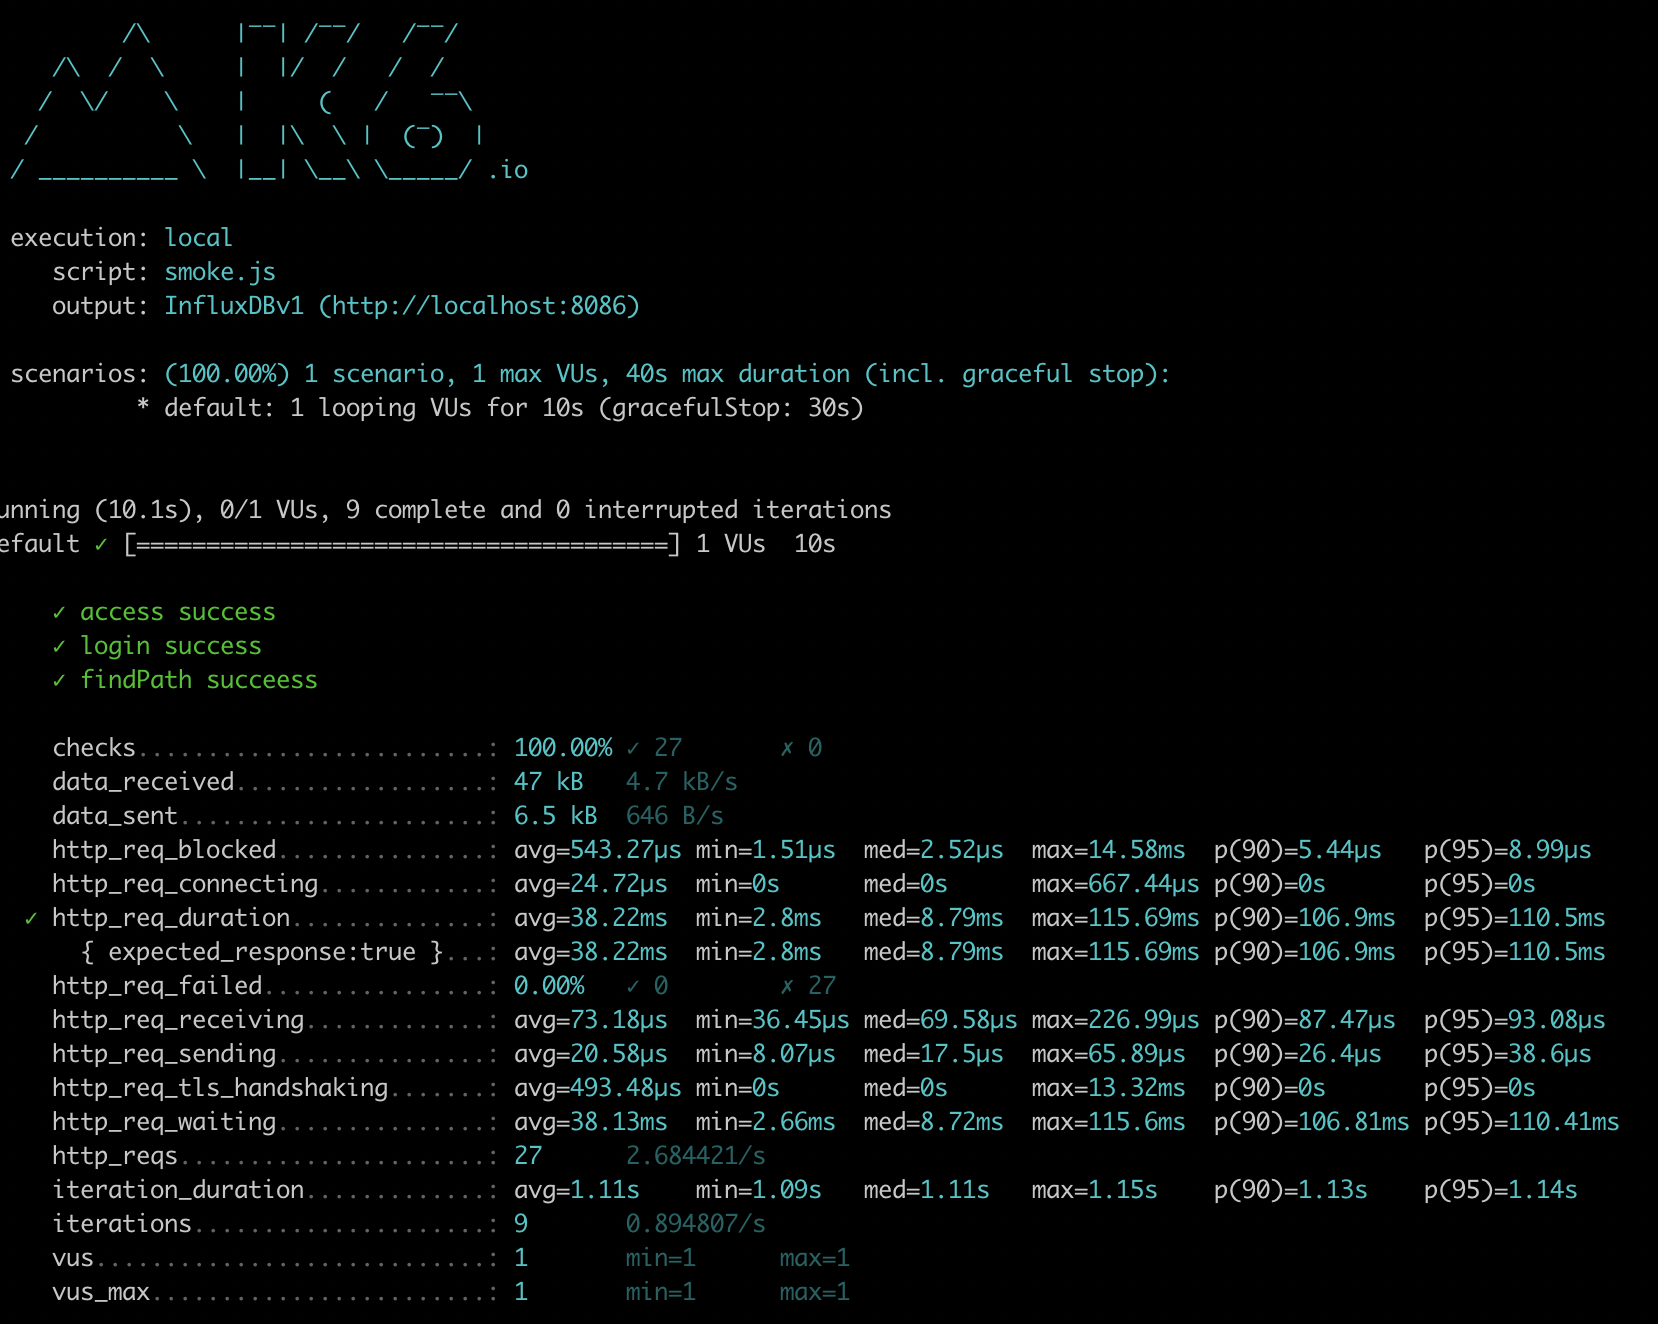 /\      |‾‾| /‾‾/   /‾‾/
     /\  /  \     |  |/  /   /  /
    /  \/    \    |     (   /   ‾‾\
   /          \   |  |\  \ |  (‾)  |
  / __________ \  |__| \__\ \_____/ .io
execution: local
script: smoke.js
output: InfluxDBv1 (http://localhost:8086)
scenarios: (100.00%) 1 scenario, 1 max VUs, 40s max duration (incl. graceful stop):
* default: 1 looping VUs for 10s (gracefulStop: 30s)
unning (10.1s), 0/1 VUs, 9 complete and 0 interrupted iterations
efault ✓ [======================================] 1 VUs  10s
✓ access success
✓ login success
✓ findPath succeess
checks.........................: 100.00% ✓ 27       ✗ 0
data_received..................: 47 kB   4.7 kB/s
data_sent......................: 6.5 kB  646 B/s
http_req_blocked...............: avg=543.27µs min=1.51µs  med=2.52µs  max=14.58ms  p(90)=5.44µs   p(95)=8.99µs
http_req_connecting............: avg=24.72µs  min=0s      med=0s      max=667.44µs p(90)=0s       p(95)=0s
✓ http_req_duration..............: avg=38.22ms  min=2.8ms   med=8.79ms  max=115.69ms p(90)=106.9ms  p(95)=110.5ms
{ expected_response:true }...: avg=38.22ms  min=2.8ms   med=8.79ms  max=115.69ms p(90)=106.9ms  p(95)=110.5ms
http_req_failed................: 0.00%   ✓ 0        ✗ 27
http_req_receiving.............: avg=73.18µs  min=36.45µs med=69.58µs max=226.99µs p(90)=87.47µs  p(95)=93.08µs
http_req_sending...............: avg=20.58µs  min=8.07µs  med=17.5µs  max=65.89µs  p(90)=26.4µs   p(95)=38.6µs
http_req_tls_handshaking.......: avg=493.48µs min=0s      med=0s      max=13.32ms  p(90)=0s       p(95)=0s
http_req_waiting...............: avg=38.13ms  min=2.66ms  med=8.72ms  max=115.6ms  p(90)=106.81ms p(95)=110.41ms
http_reqs......................: 27      2.684421/s
iteration_duration.............: avg=1.11s    min=1.09s   med=1.11s   max=1.15s    p(90)=1.13s    p(95)=1.14s
iterations.....................: 9       0.894807/s
vus............................: 1       min=1      max=1
vus_max........................: 1       min=1      max=1